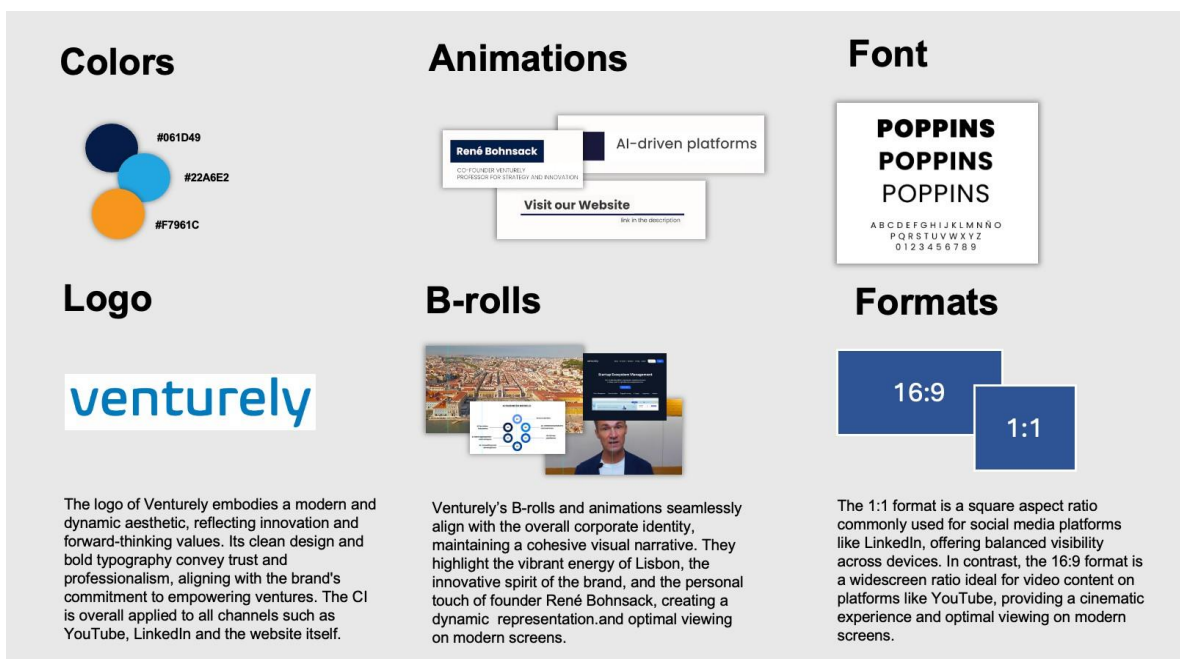 Colors
#061D49
#22A6E2
#F7961C
Animations
AI-driven platforms
René Bohnsack
CO-FOUNDER VENTURELY
PROFESSOR FOR STRATEGY AND INNOVATION
Visit our Website
link in the description
Font
POPPINS
POPPINS
POPPINS
ABCDEFGHIJKLMNÑO
PQRSTUVWXYZ
0123456789
Logo
venturely
The logo of Venturely embodies a modern and
dynamic aesthetic, reflecting innovation and
forward-thinking values. Its clean design and
bold typography convey trust and
professionalism, aligning with the brand's
commitment to empowering ventures. The CI
is overall applied to all channels such as
YouTube, LinkedIn and the website itself.
B-rolls
Startup Ecosystem Management
Venturely's B-rolls and animations seamlessly
align with the overall corporate identity,
maintaining a cohesive visual narrative. They
highlight the vibrant energy of Lisbon, the
innovative spirit of the brand, and the personal
touch of founder René Bohnsack, creating a
dynamic representation.and optimal viewing
on modern screens.
Formats
16:9
1:1
The 1:1 format is a square aspect ratio
commonly used for social media platforms
like LinkedIn, offering balanced visibility
across devices. In contrast, the 16:9 format is
a widescreen ratio ideal for video content on
platforms like YouTube, providing a cinematic
experience and optimal viewing on modern
screens.